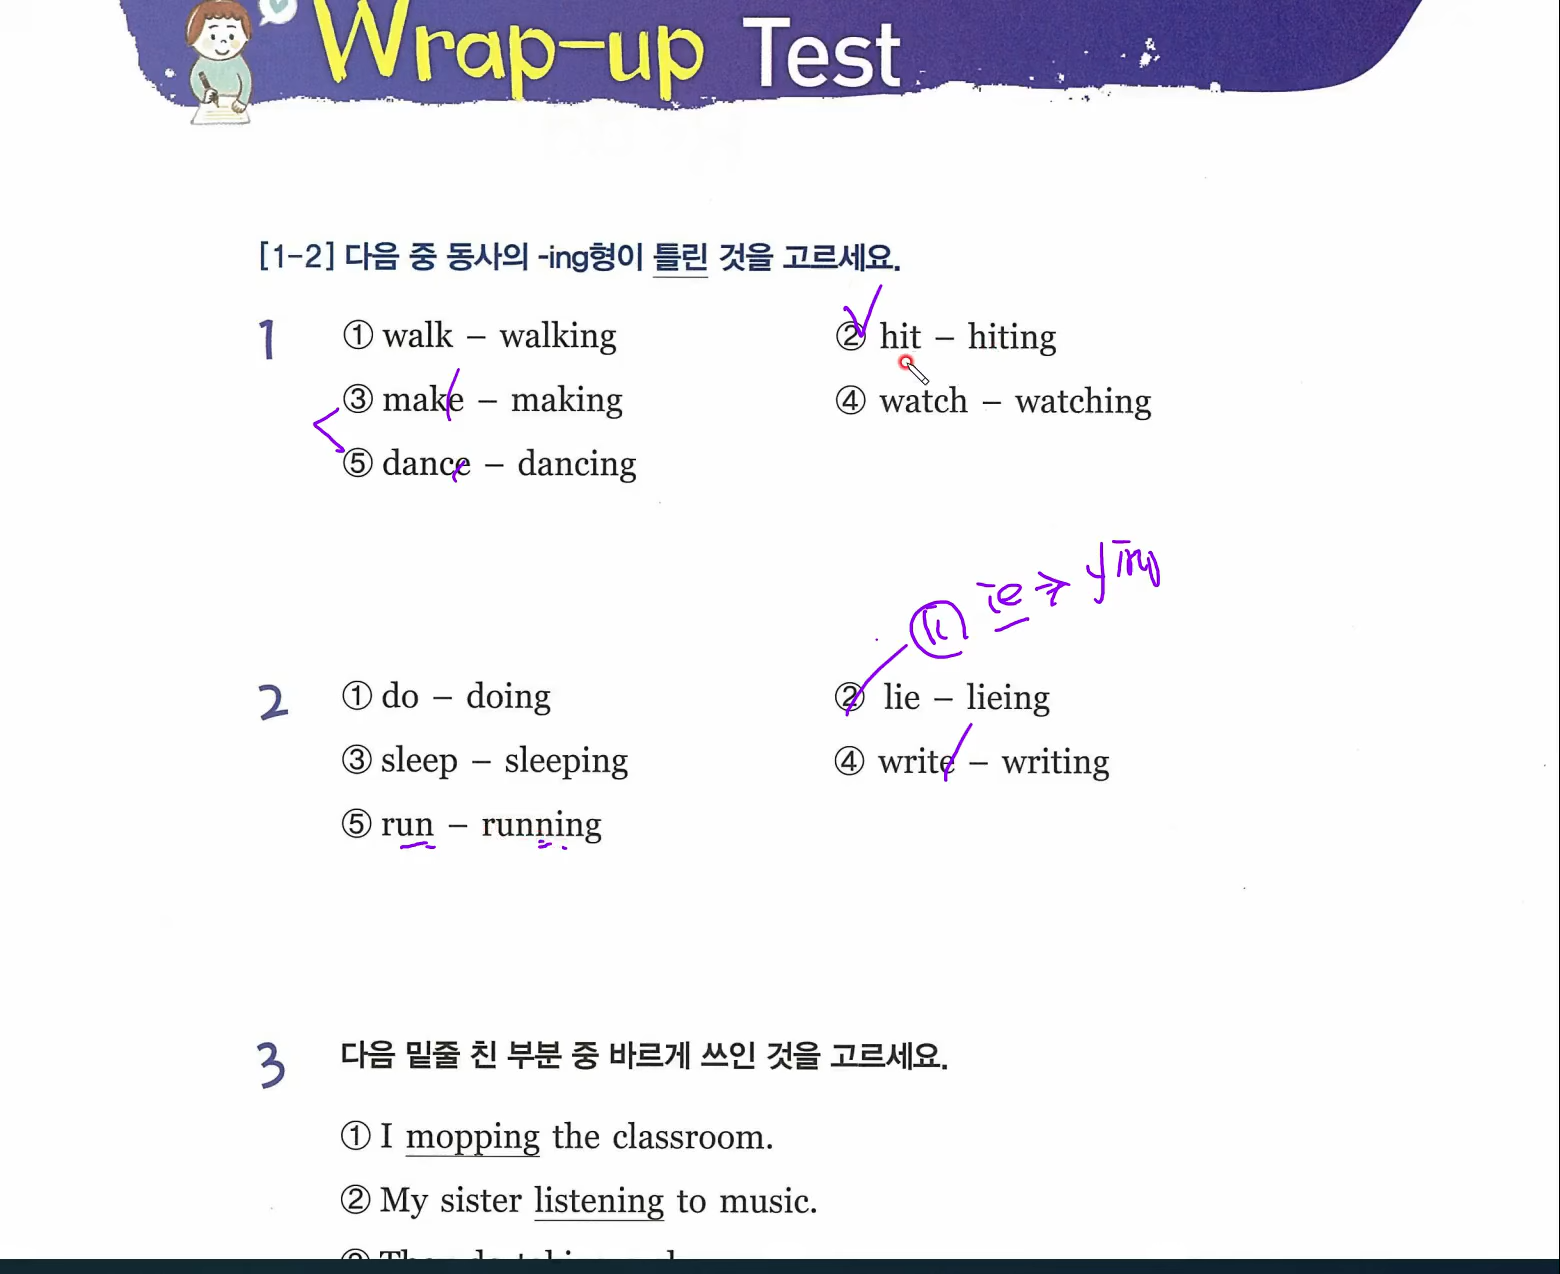 Wrap-up Test
[1-2] 다음 중 동사의 -ing형이 틀린 것을 고르세요.
1 ① walk – walking ② hit – hiting
③ make – making ④ watch – watching
⑤ dance – dancing
ie → ying
2 ① do – doing ② lie – lieing
③ sleep – sleeping ④ write – writing
⑤ run – running
3 다음 밑줄 친 부분 중 바르게 쓰인 것을 고르세요.
① I mopping the classroom.
② My sister listening to music.